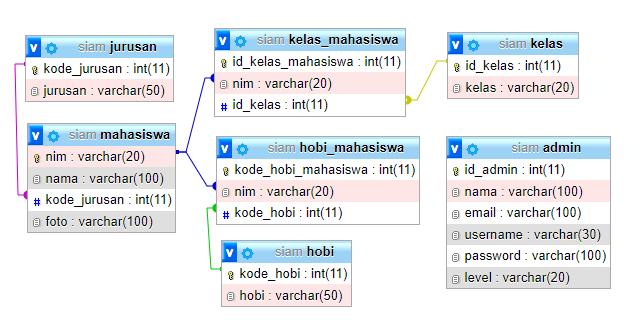 v siam jurusan
kode_jurusan : int(11)
jurusan : varchar(50)
v siam mahasiswa
nim : varchar(20)
nama : varchar(100)
# kode_jurusan : int(11)
foto : varchar(100)
v siam kelas_mahasiswa
id_kelas_mahasiswa : int(11)
nim : varchar(20)
# id_kelas : int(11)
v siam hobi_mahasiswa
kode_hobi_mahasiswa : int(11)
nim : varchar(20)
# kode_hobi : int(11)
v siam hobi
kode_hobi : int(11)
hobi : varchar(50)
v siam kelas
id_kelas : int(11)
kelas : varchar(20)
v siam admin
id_admin : int(11)
nama : varchar(100)
email : varchar(100)
username : varchar(30)
password : varchar(100)
level : varchar(20)